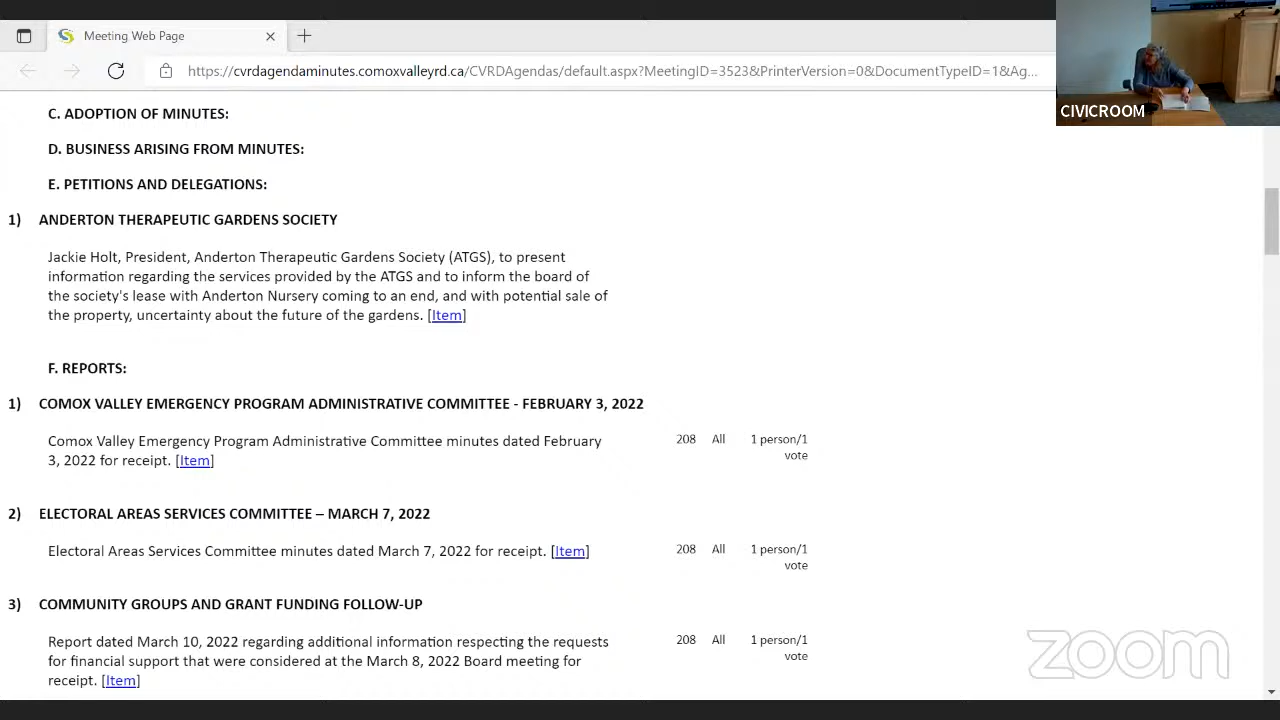 Meeting Web Page
https://cvrdagendaminutes.comoxvalleyrd.ca/CVRDAgendas/default.aspx?MeetingID=3523&PrinterVersion=0&DocumentTypeID=1&Ag...
CIVICROOM
C. ADOPTION OF MINUTES:
D. BUSINESS ARISING FROM MINUTES:
E. PETITIONS AND DELEGATIONS:
1) ANDERTON THERAPEUTIC GARDENS SOCIETY
Jackie Holt, President, Anderton Therapeutic Gardens Society (ATGS), to present
information regarding the services provided by the ATGS and to inform the board of
the society's lease with Anderton Nursery coming to an end, and with potential sale of
the property, uncertainty about the future of the gardens. [Item]
F. REPORTS:
1) COMOX VALLEY EMERGENCY PROGRAM ADMINISTRATIVE COMMITTEE - FEBRUARY 3, 2022
Comox Valley Emergency Program Administrative Committee minutes dated February 208 All 1 person/1
3, 2022 for receipt. [Item] vote
2) ELECTORAL AREAS SERVICES COMMITTEE – MARCH 7, 2022
Electoral Areas Services Committee minutes dated March 7, 2022 for receipt. [Item] 208 All 1 person/1
vote
3) COMMUNITY GROUPS AND GRANT FUNDING FOLLOW-UP
Report dated March 10, 2022 regarding additional information respecting the requests 208 All 1 person/1
for financial support that were considered at the March 8, 2022 Board meeting for vote
receipt. [Item]
zoom